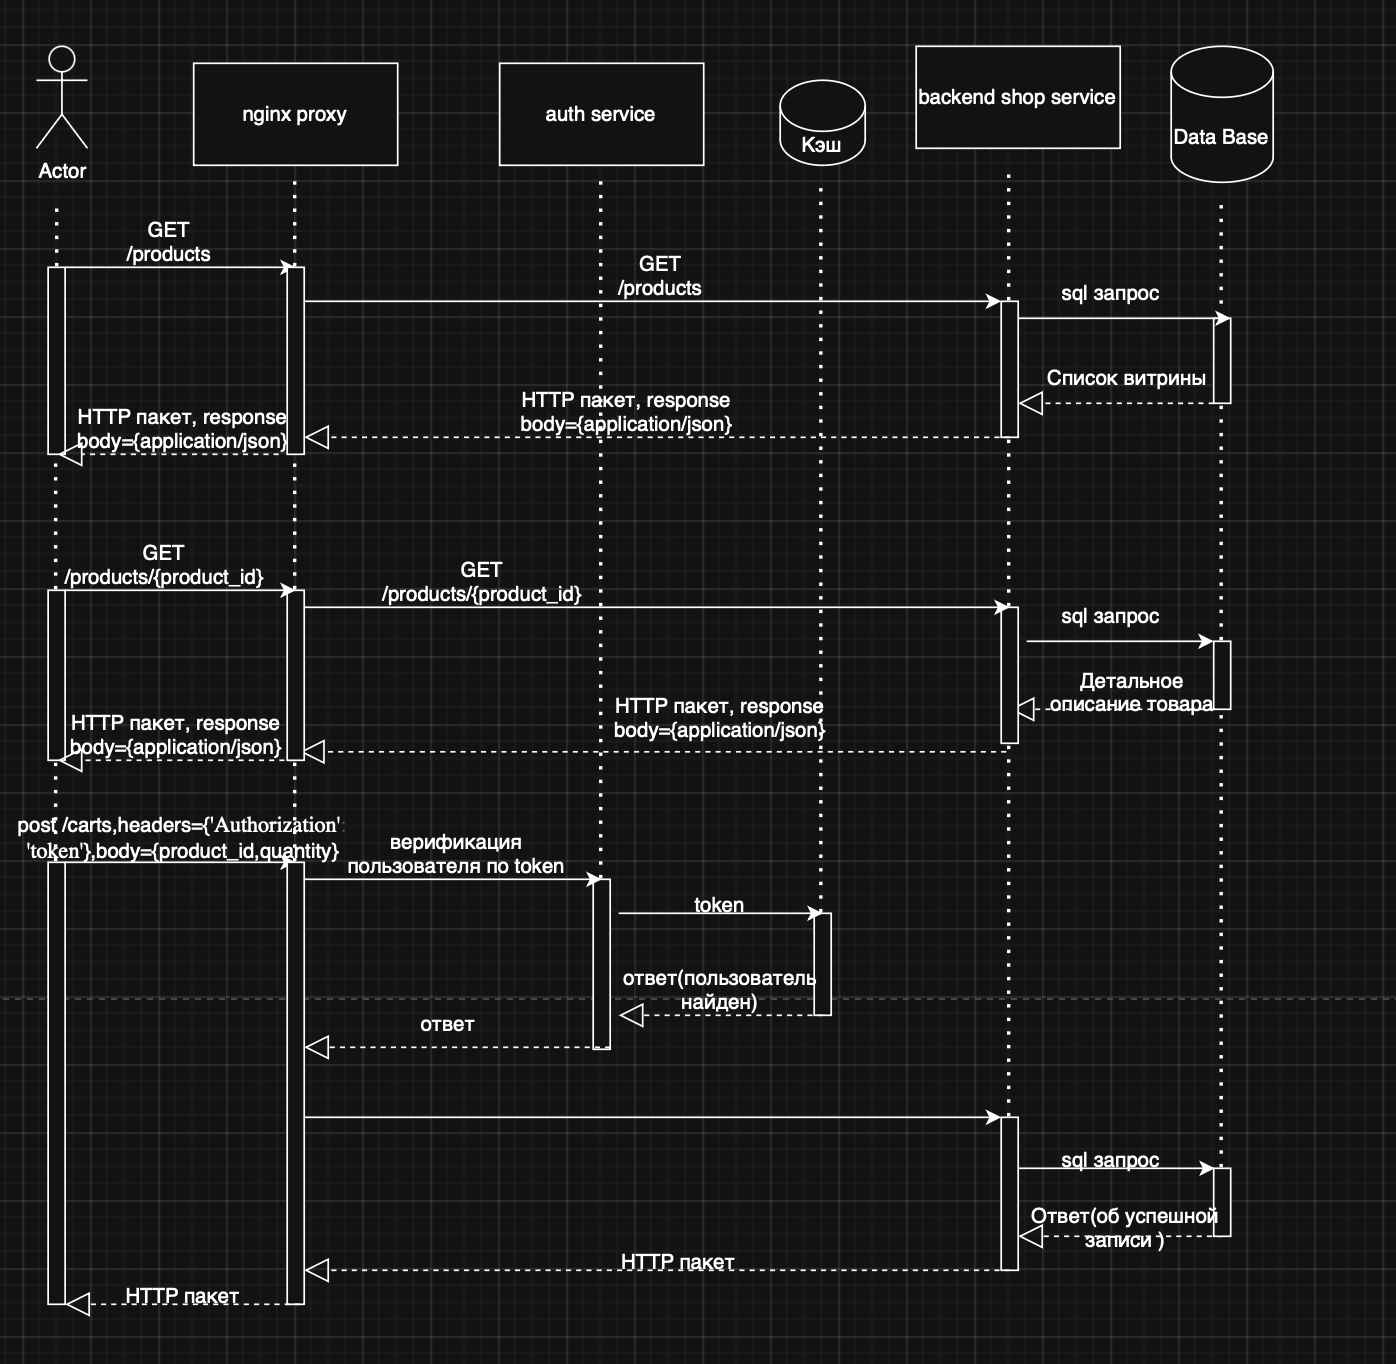 Actor
nginx proxy
auth service
Кэш
backend shop service
Data Base
GET
/products
GET
/products
sql запрос
Список витрины
HTTP пакет, response
body={application/json}
HTTP пакет, response
body={application/json}
GET
/products/{product_id}
GET
/products/{product_id}
sql запрос
Детальное
описание товара
HTTP пакет, response
body={application/json}
HTTP пакет, response
body={application/json}
post /carts,headers={'Authorization':
'token'},body={product_id,quantity}
верификация
пользователя по token
token
ответ(пользователь
найден)
ответ
sql запрос
Ответ(об успешной
записи )
HTTP пакет
HTTP пакет